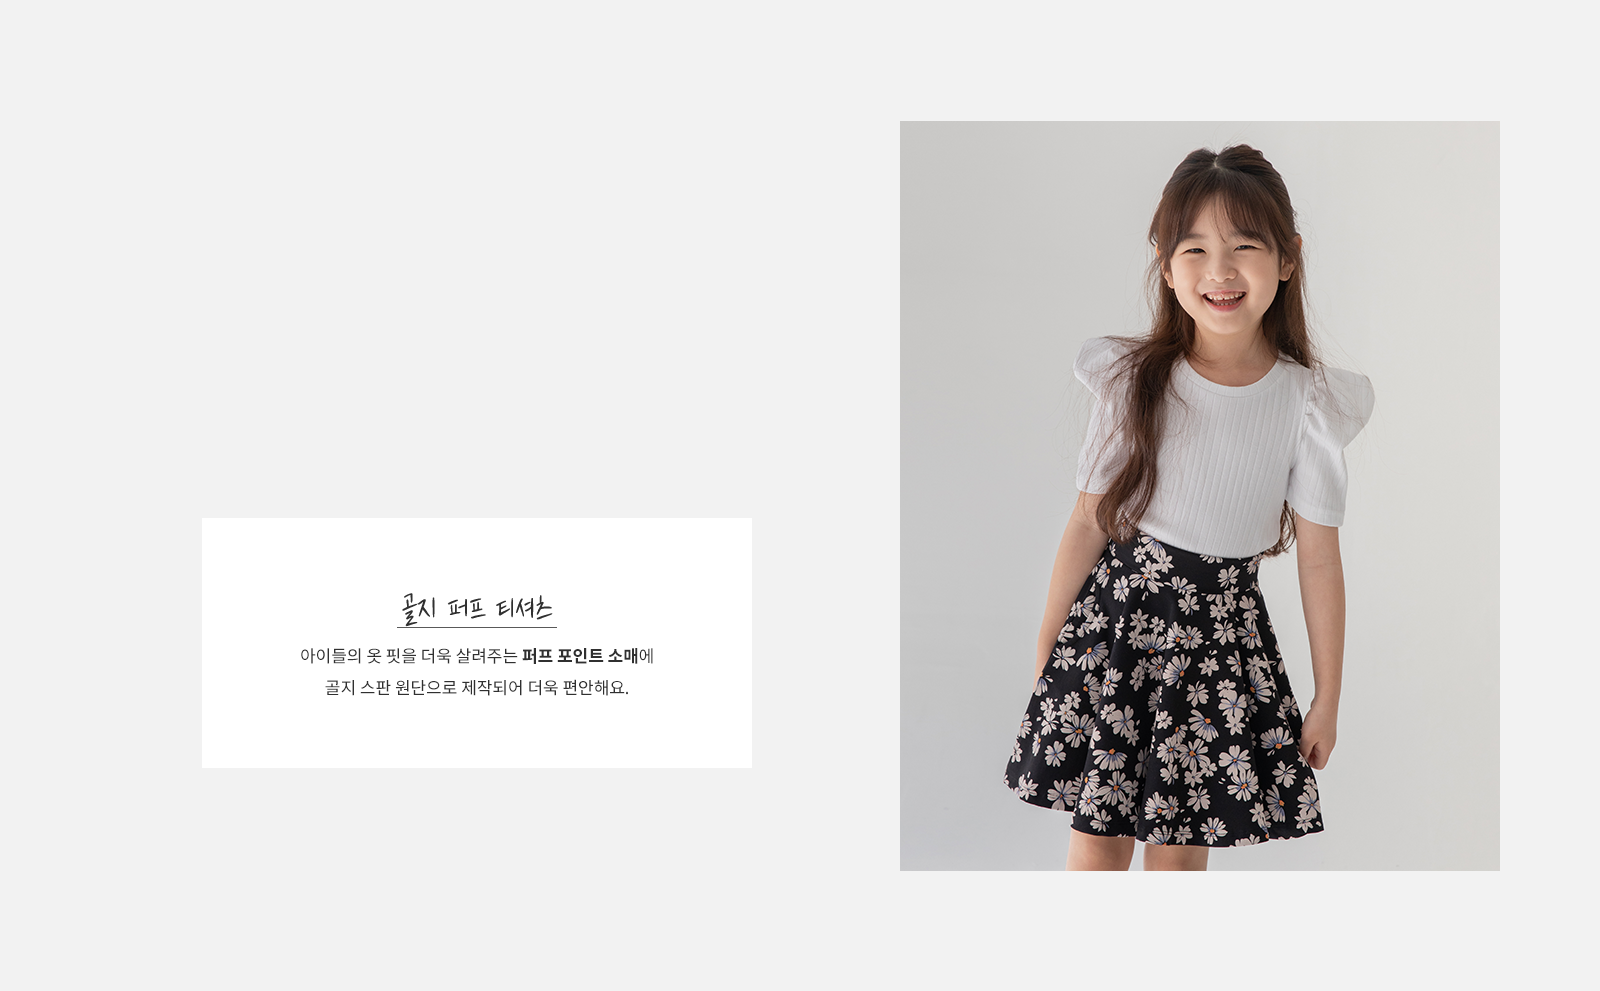 골지 퍼프 티셔츠
아이들의 옷 핏을 더욱 살려주는 퍼프 포인트 소매에
골지 스판 원단으로 제작되어 더욱 편안해요.